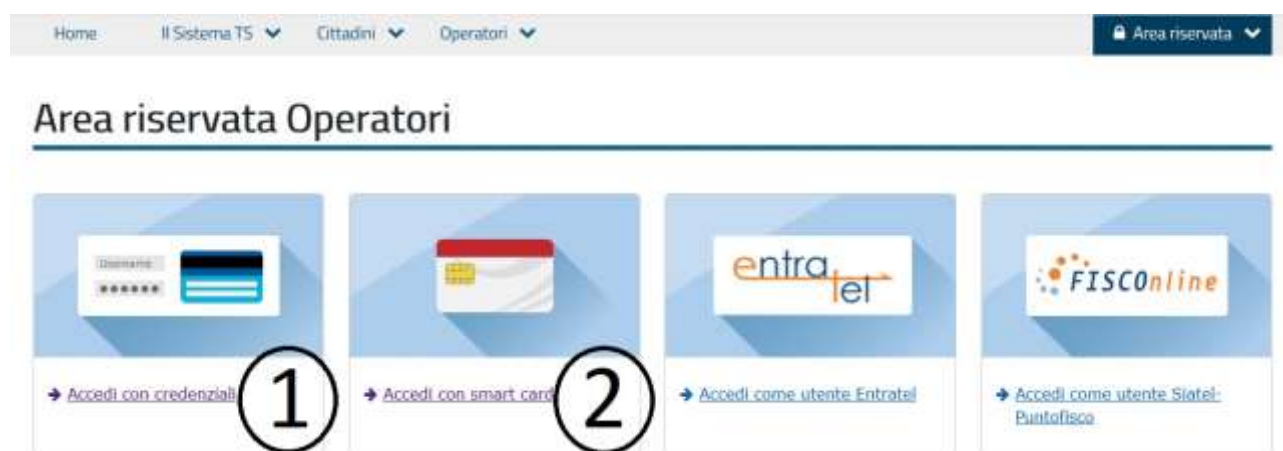 Home Il Sistema TS Cittadini Operatori Area riservata
Area riservata Operatori
Username
******
entratel
FISCOnline
Accedi con credenziali
1
Accedi con smart card
2
Accedi come utente Entratel
Accedi come utente Siatel-
Puntofisco